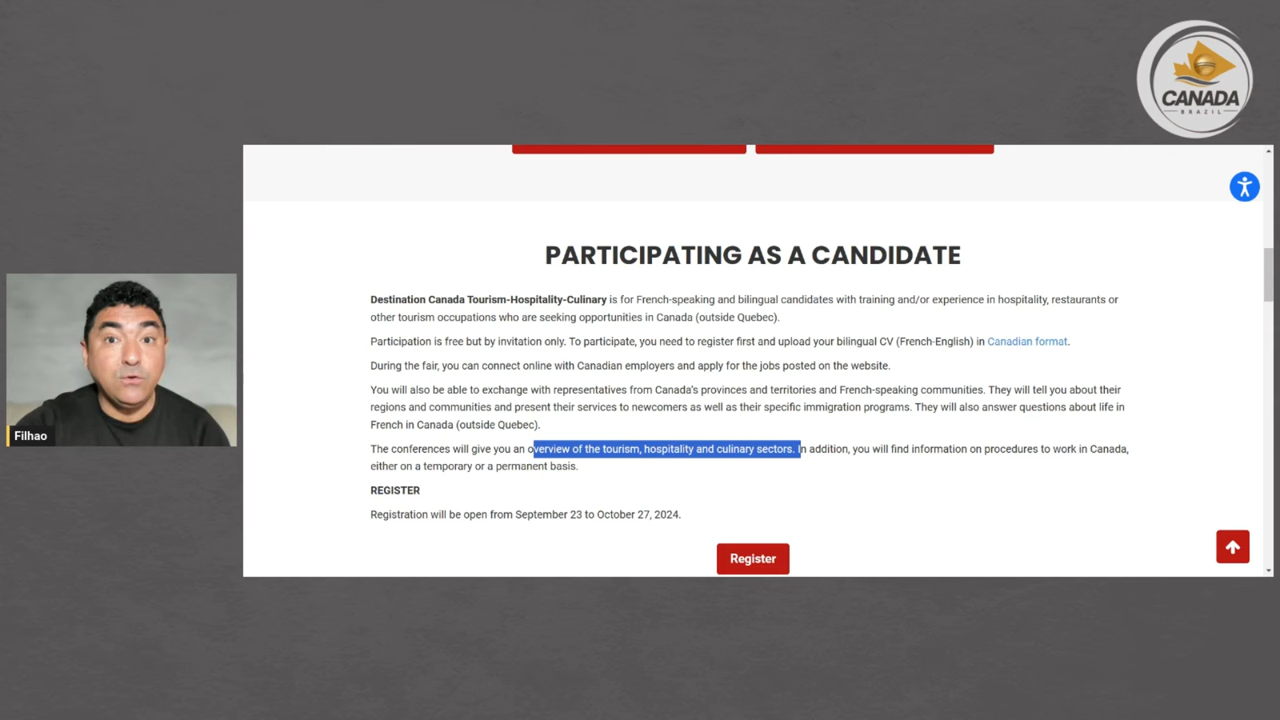 CANADA
BRAZIL
PARTICIPATING AS A CANDIDATE
Destination Canada Tourism-Hospitality-Culinary is for French-speaking and bilingual candidates with training and/or experience in hospitality, restaurants or
other tourism occupations who are seeking opportunities in Canada (outside Quebec).
Participation is free but by invitation only. To participate, you need to register first and upload your bilingual CV (French-English) in Canadian format.
During the fair, you can connect online with Canadian employers and apply for the jobs posted on the website.
You will also be able to exchange with representatives from Canada's provinces and territories and French-speaking communities. They will tell you about their
regions and communities and present their services to newcomers as well as their specific immigration programs. They will also answer questions about life in
French in Canada (outside Quebec).
The conferences will give you an overview of the tourism, hospitality and culinary sectors. In addition, you will find information on procedures to work in Canada,
either on a temporary or a permanent basis.
REGISTER
Registration will be open from September 23 to October 27, 2024.
Register
Filhao